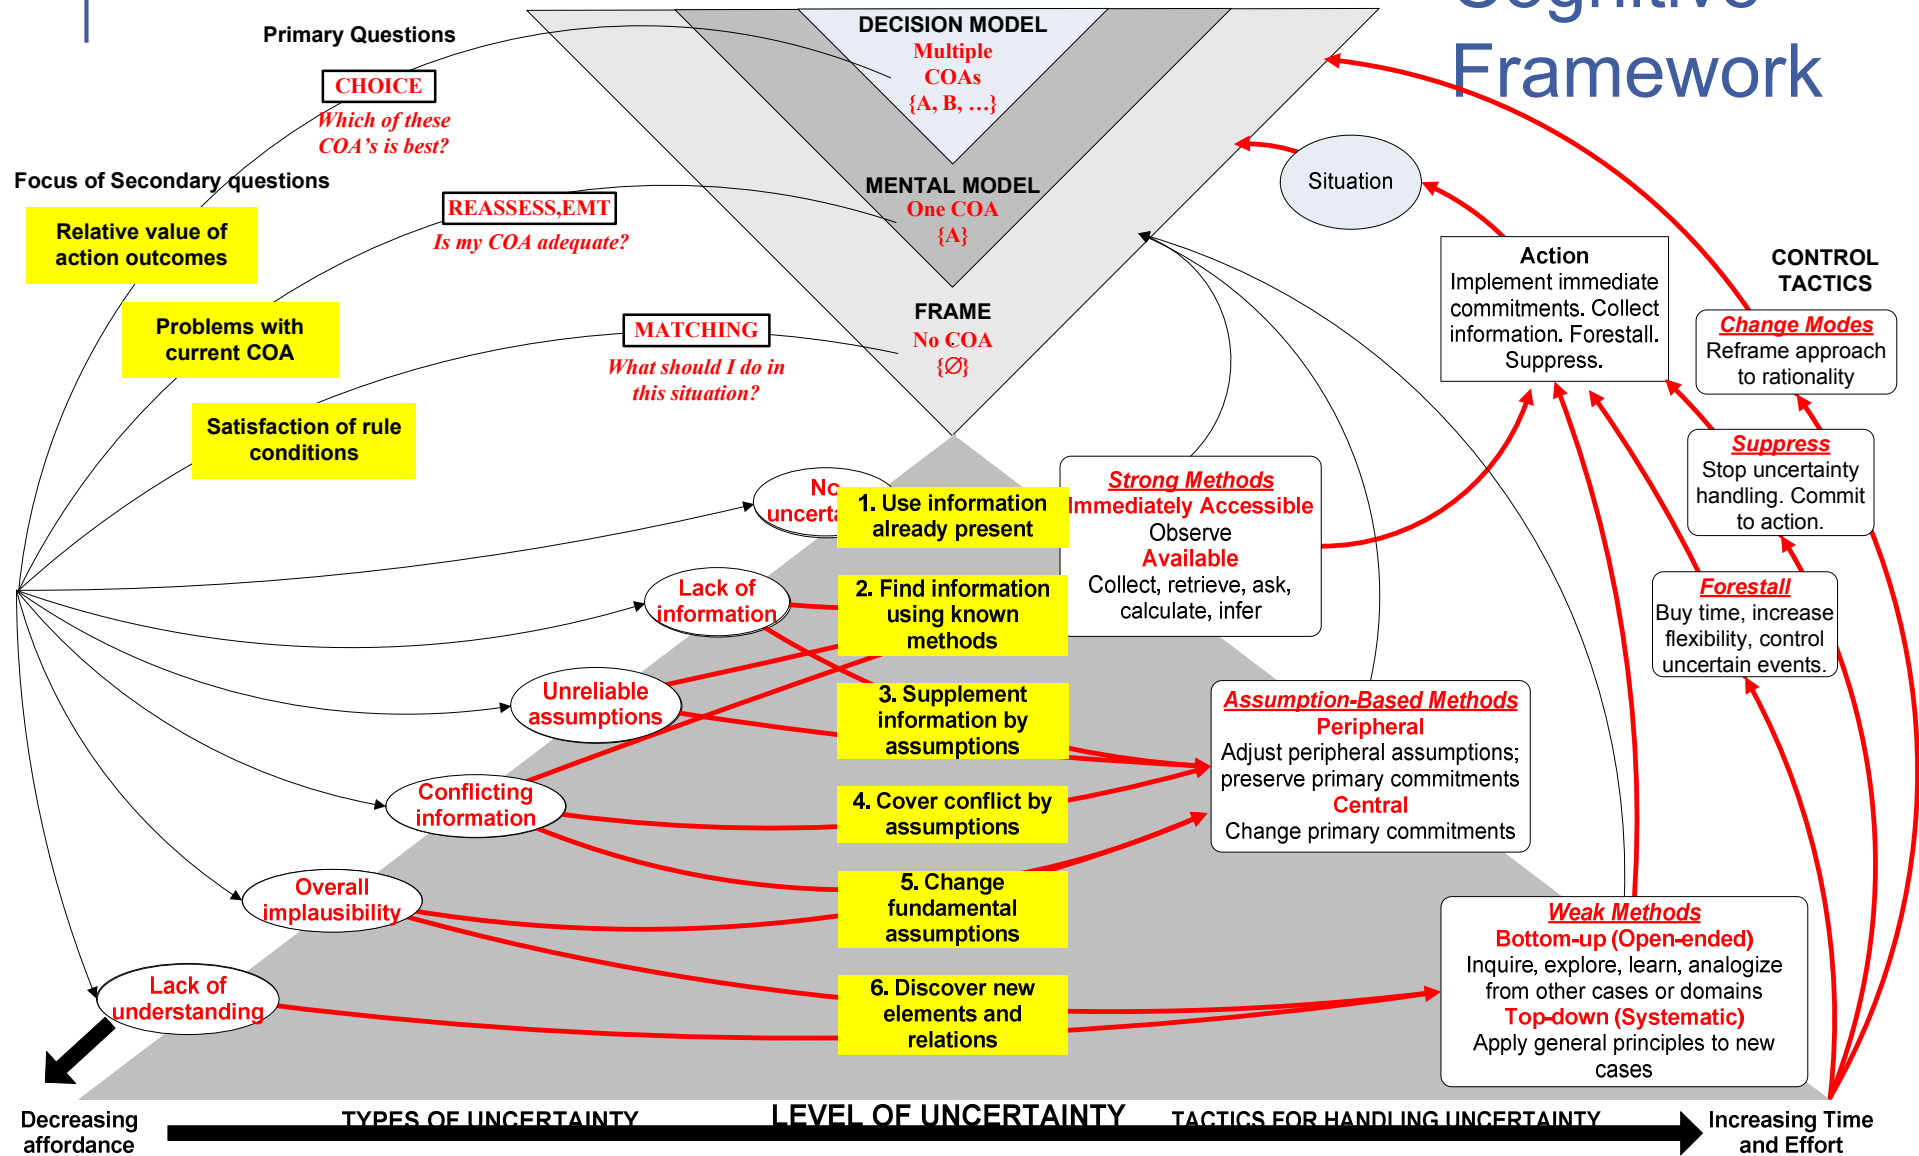 Cognitive
Framework
Primary Questions
CHOICE
Which of these
COA's is best?
DECISION MODEL
Multiple
COAs
{A, B, …}
Focus of Secondary questions
Relative value of
action outcomes
REASSESS,EMT
Is my COA adequate?
MENTAL MODEL
One COA
{A}
Situation
Problems with
current COA
MATCHING
What should I do in
this situation?
FRAME
No COA
{∅}
Satisfaction of rule
conditions
Action
Implement immediate
commitments. Collect
information. Forestall.
Suppress.
CONTROL
TACTICS
Change Modes
Reframe approach
to rationality
Suppress
Stop uncertainty
handling. Commit
to action.
Forestall
Buy time, increase
flexibility, control
uncertain events.
1. Use information
already present
Strong Methods
Immediately Accessible
Observe
Available
Collect, retrieve, ask,
calculate, infer
Lack of
information
2. Find information
using known
methods
Unreliable
assumptions
3. Supplement
information by
assumptions
Assumption-Based Methods
Peripheral
Adjust peripheral assumptions;
preserve primary commitments
Central
Change primary commitments
Conflicting
information
4. Cover conflict by
assumptions
Overall
implausibility
5. Change
fundamental
assumptions
Lack of
understanding
6. Discover new
elements and
relations
Weak Methods
Bottom-up (Open-ended)
Inquire, explore, learn, analogize
from other cases or domains
Top-down (Systematic)
Apply general principles to new
cases
Decreasing
affordance
TYPES OF UNCERTAINTY
LEVEL OF UNCERTAINTY
TACTICS FOR HANDLING UNCERTAINTY
Increasing Time
and Effort